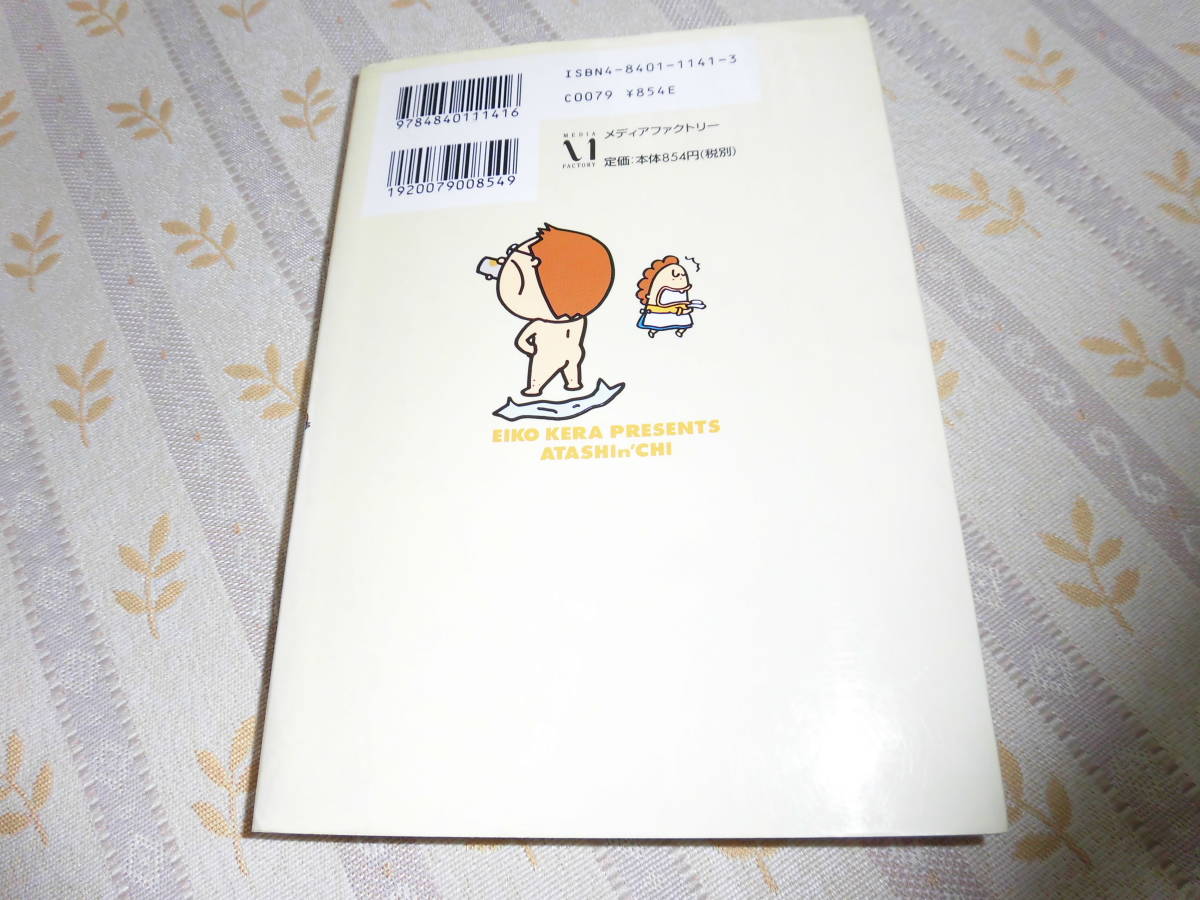 ISBN4-8401-1141-3
C0079 ¥854E
9784840111416
1920079008549
MEDIA
FACTORY
メディアファクトリー
定価:本体854円(税別)
EIKO KERA PRESENTS
ATASHIn'CHI